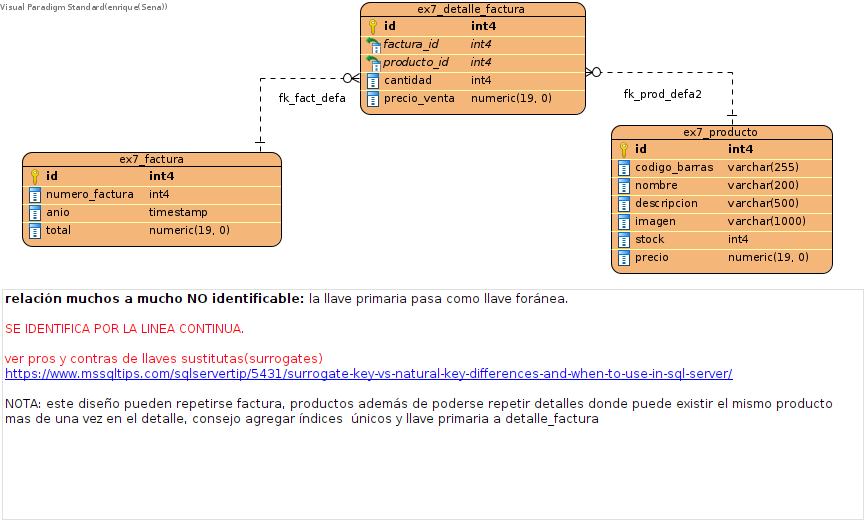 Visual Paradigm Standard(enrique(Sena))
ex7_detalle_factura
id int4
factura_id int4
producto_id int4
cantidad int4
precio_venta numeric(19, 0)
fk_fact_defa
fk_prod_defa2
ex7_factura
id int4
numero_factura int4
anio timestamp
total numeric(19, 0)
ex7_producto
id int4
codigo_barras varchar(255)
nombre varchar(200)
descripcion varchar(500)
imagen varchar(1000)
stock int4
precio numeric(19, 0)
relación muchos a mucho NO identificable: la llave primaria pasa como llave foránea.
SE IDENTIFICA POR LA LINEA CONTINUA.
ver pros y contras de llaves sustitutas(surrogates)
https://www.mssqltips.com/sqlservertip/5431/surrogate-key-vs-natural-key-differences-and-when-to-use-in-sql-server/
NOTA: este diseño pueden repetirse factura, productos además de poderse repetir detalles donde puede existir el mismo producto
mas de una vez en el detalle, consejo agregar índices únicos y llave primaria a detalle_factura